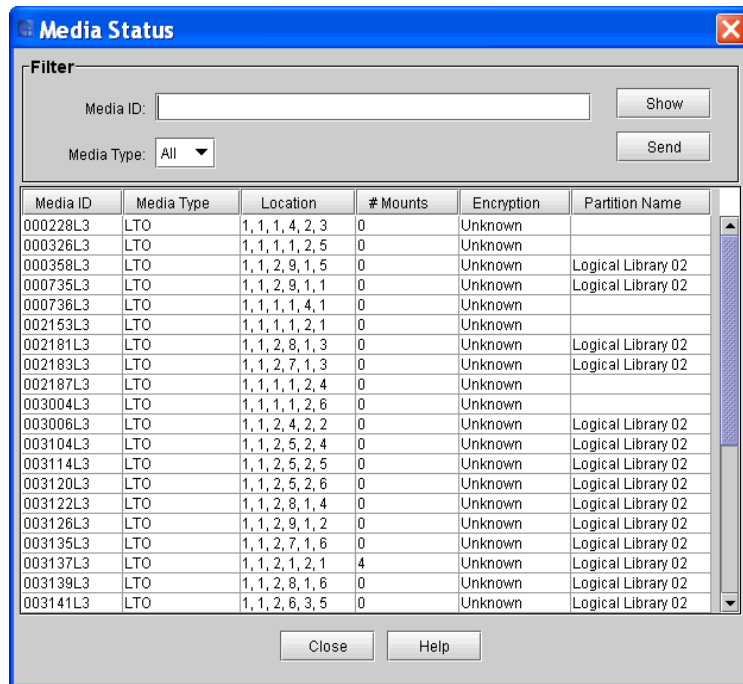 Media Status
Filter
Media ID: Show
Media Type: All Send
Media ID Media Type Location # Mounts Encryption Partition Name
000228L3 LTO 1, 1, 1, 4, 2, 3 0 Unknown
000326L3 LTO 1, 1, 1, 1, 2, 5 0 Unknown
000358L3 LTO 1, 1, 2, 9, 1, 5 0 Unknown Logical Library 02
000735L3 LTO 1, 1, 2, 9, 1, 1 0 Unknown Logical Library 02
000736L3 LTO 1, 1, 1, 1, 4, 1 0 Unknown
002153L3 LTO 1, 1, 1, 1, 2, 1 0 Unknown
002181L3 LTO 1, 1, 2, 8, 1, 3 0 Unknown Logical Library 02
002183L3 LTO 1, 1, 2, 7, 1, 3 0 Unknown Logical Library 02
002187L3 LTO 1, 1, 1, 1, 2, 4 0 Unknown
003004L3 LTO 1, 1, 1, 1, 2, 6 0 Unknown
003006L3 LTO 1, 1, 2, 4, 2, 2 0 Unknown Logical Library 02
003104L3 LTO 1, 1, 2, 5, 2, 4 0 Unknown Logical Library 02
003114L3 LTO 1, 1, 2, 5, 2, 5 0 Unknown Logical Library 02
003120L3 LTO 1, 1, 2, 5, 2, 6 0 Unknown Logical Library 02
003122L3 LTO 1, 1, 2, 8, 1, 4 0 Unknown Logical Library 02
003126L3 LTO 1, 1, 2, 9, 1, 2 0 Unknown Logical Library 02
003135L3 LTO 1, 1, 2, 7, 1, 6 0 Unknown Logical Library 02
003137L3 LTO 1, 1, 2, 1, 2, 1 4 Unknown Logical Library 02
003139L3 LTO 1, 1, 2, 8, 1, 6 0 Unknown Logical Library 02
003141L3 LTO 1, 1, 2, 6, 3, 5 0 Unknown Logical Library 02
Close Help